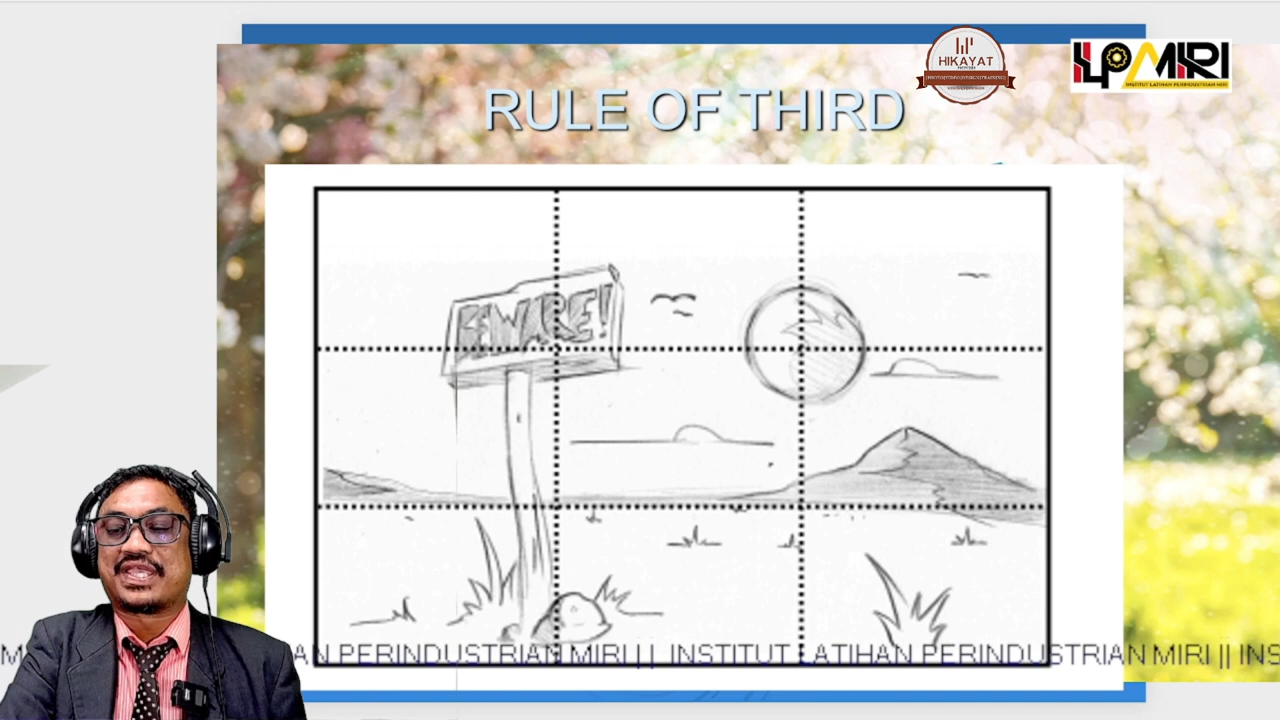 HIKAYAT
ILPMIRI
INSTITUT LATIHAN PERINDUSTRIAN MIRI
RULE OF THIRD
BEWARE!
AN PERINDUSTRIAN MIRI || INSTITUT LATIHAN PERINDUSTRIAN MIRI || INS